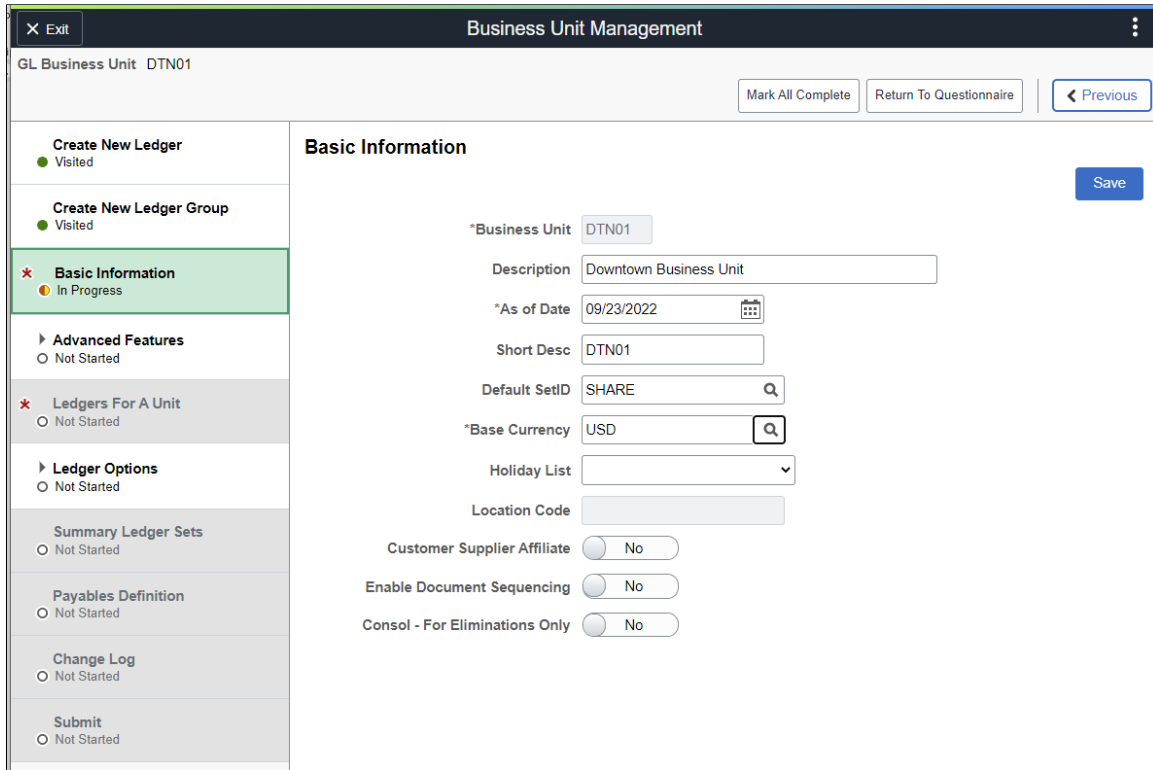 Exit
Business Unit Management
GL Business Unit DTN01
Mark All Complete
Return To Questionnaire
Previous
Create New Ledger
Visited
Create New Ledger Group
Visited
* Basic Information
In Progress
Advanced Features
Not Started
* Ledgers For A Unit
Not Started
Ledger Options
Not Started
Summary Ledger Sets
Not Started
Payables Definition
Not Started
Change Log
Not Started
Submit
Not Started
Basic Information
Save
*Business Unit DTN01
Description Downtown Business Unit
*As of Date 09/23/2022
Short Desc DTN01
Default SetID SHARE
*Base Currency USD
Holiday List
Location Code
Customer Supplier Affiliate No
Enable Document Sequencing No
Consol - For Eliminations Only No